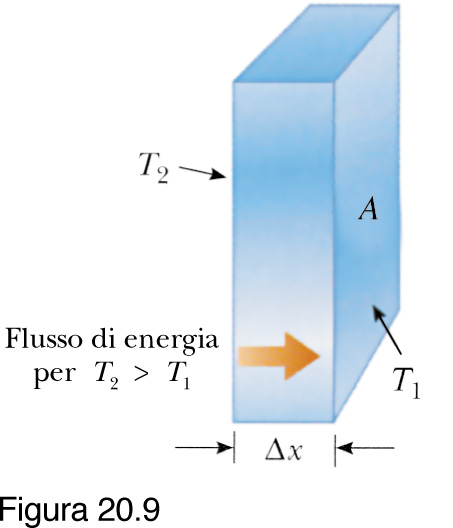 T₂
A
Flusso di energia
per T₂ > T₁
T₁
Δx
Figura 20.9